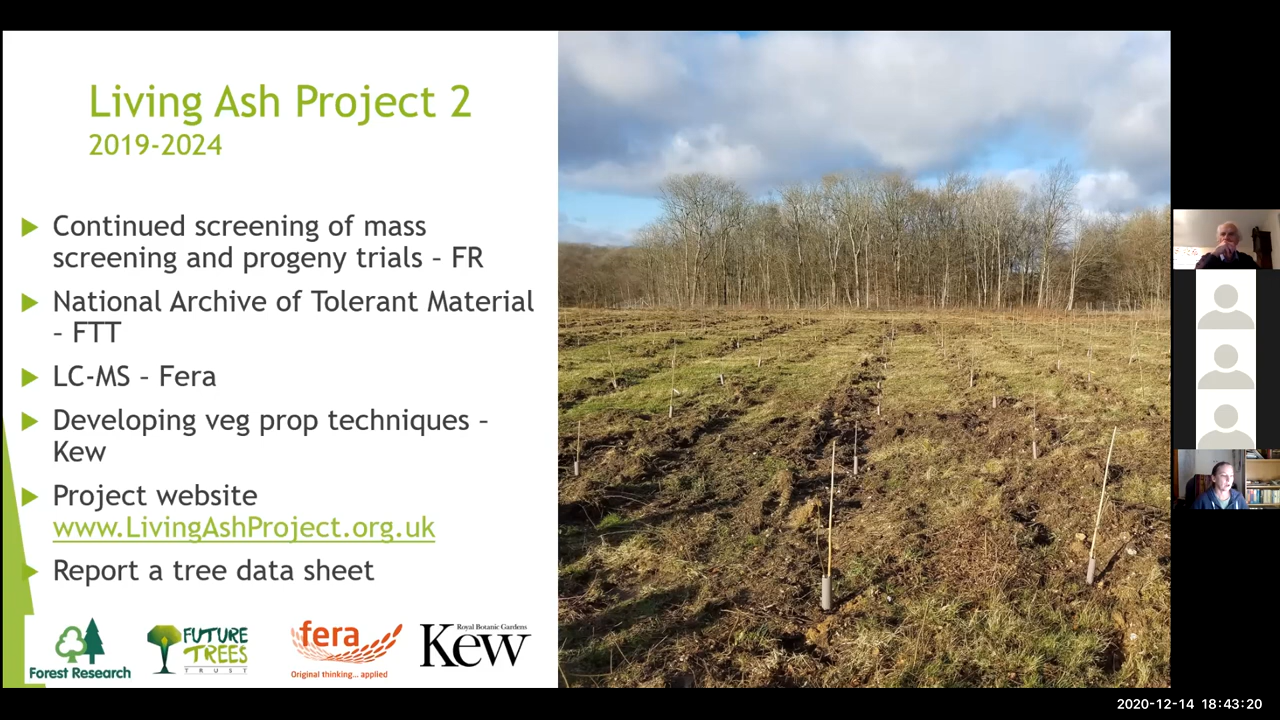 Living Ash Project 2
2019-2024
Continued screening of mass
screening and progeny trials – FR
National Archive of Tolerant Material
– FTT
LC-MS – Fera
Developing veg prop techniques –
Kew
Project website
www.LivingAshProject.org.uk
Report a tree data sheet
Forest Research
FUTURE
TREES
TRUST
fera
Original thinking... applied
Royal Botanic Gardens
Kew
2020-12-14 18:43:20